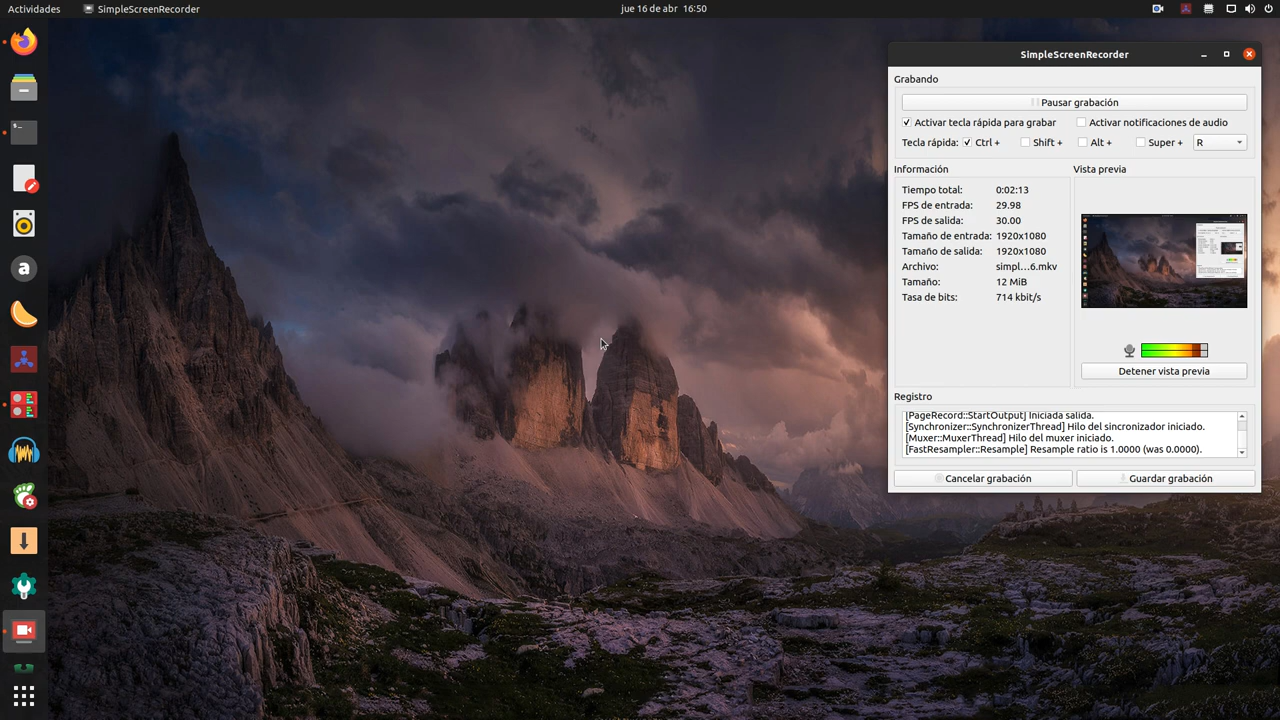 Actividades SimpleScreenRecorder jue 16 de abr 16:50
SimpleScreenRecorder
Grabando
Pausar grabación
Activar tecla rápida para grabar Activar notificaciones de audio
Tecla rápida: Ctrl + Shift + Alt + Super + R
Información
Tiempo total: 0:02:13
FPS de entrada: 29.98
FPS de salida: 30.00
Tamaño de entrada: 1920x1080
Tamaño de salida: 1920x1080
Archivo: simpl...6.mkv
Tamaño: 12 MiB
Tasa de bits: 714 kbit/s
Vista previa
Detener vista previa
Registro
[PageRecord::StartOutput] Iniciada salida.
[Synchronizer::SynchronizerThread] Hilo del sincronizador iniciado.
[Muxer::MuxerThread] Hilo del muxer iniciado.
[FastResampler::Resample] Resample ratio is 1.0000 (was 0.0000).
Cancelar grabación Guardar grabación
a